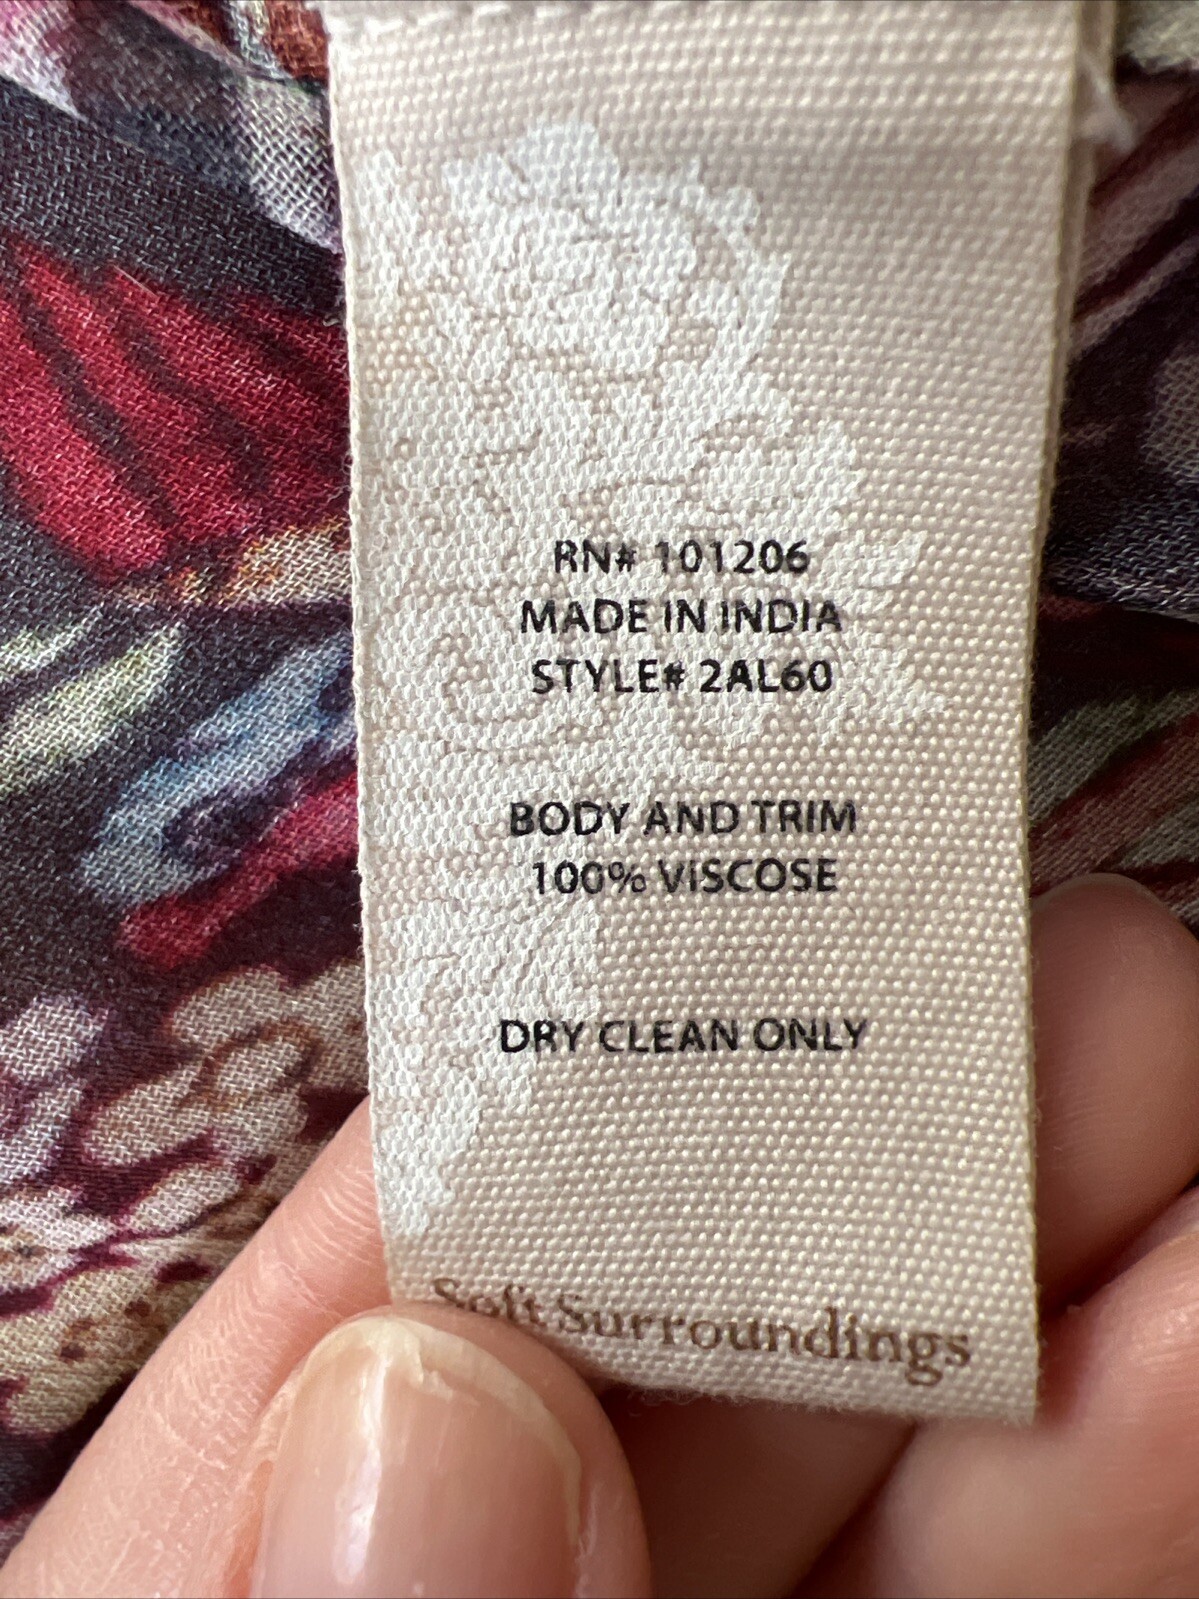 RN# 101206
MADE IN INDIA
STYLE# 2AL60
BODY AND TRIM
100% VISCOSE
DRY CLEAN ONLY
Soft Surroundings